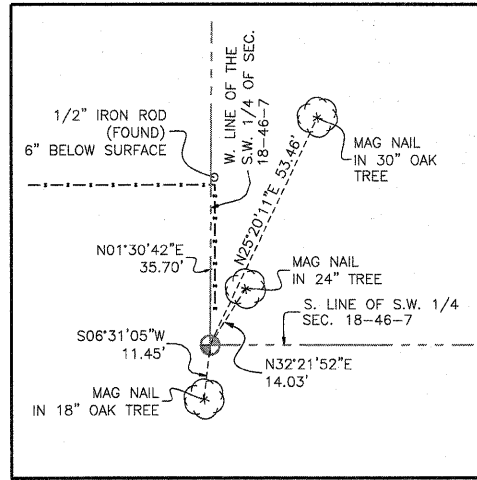 1/2" IRON ROD
(FOUND)
6" BELOW SURFACE
W. LINE OF THE
S.W. 1/4 OF SEC.
18-46-7
MAG NAIL
IN 30" OAK
TREE
N25°20'11"E 53.46'
N01°30'42"E
35.70'
MAG NAIL
IN 24" TREE
S. LINE OF S.W. 1/4
SEC. 18-46-7
S06°31'05"W
11.45'
N32°21'52"E
14.03'
MAG NAIL
IN 18" OAK TREE